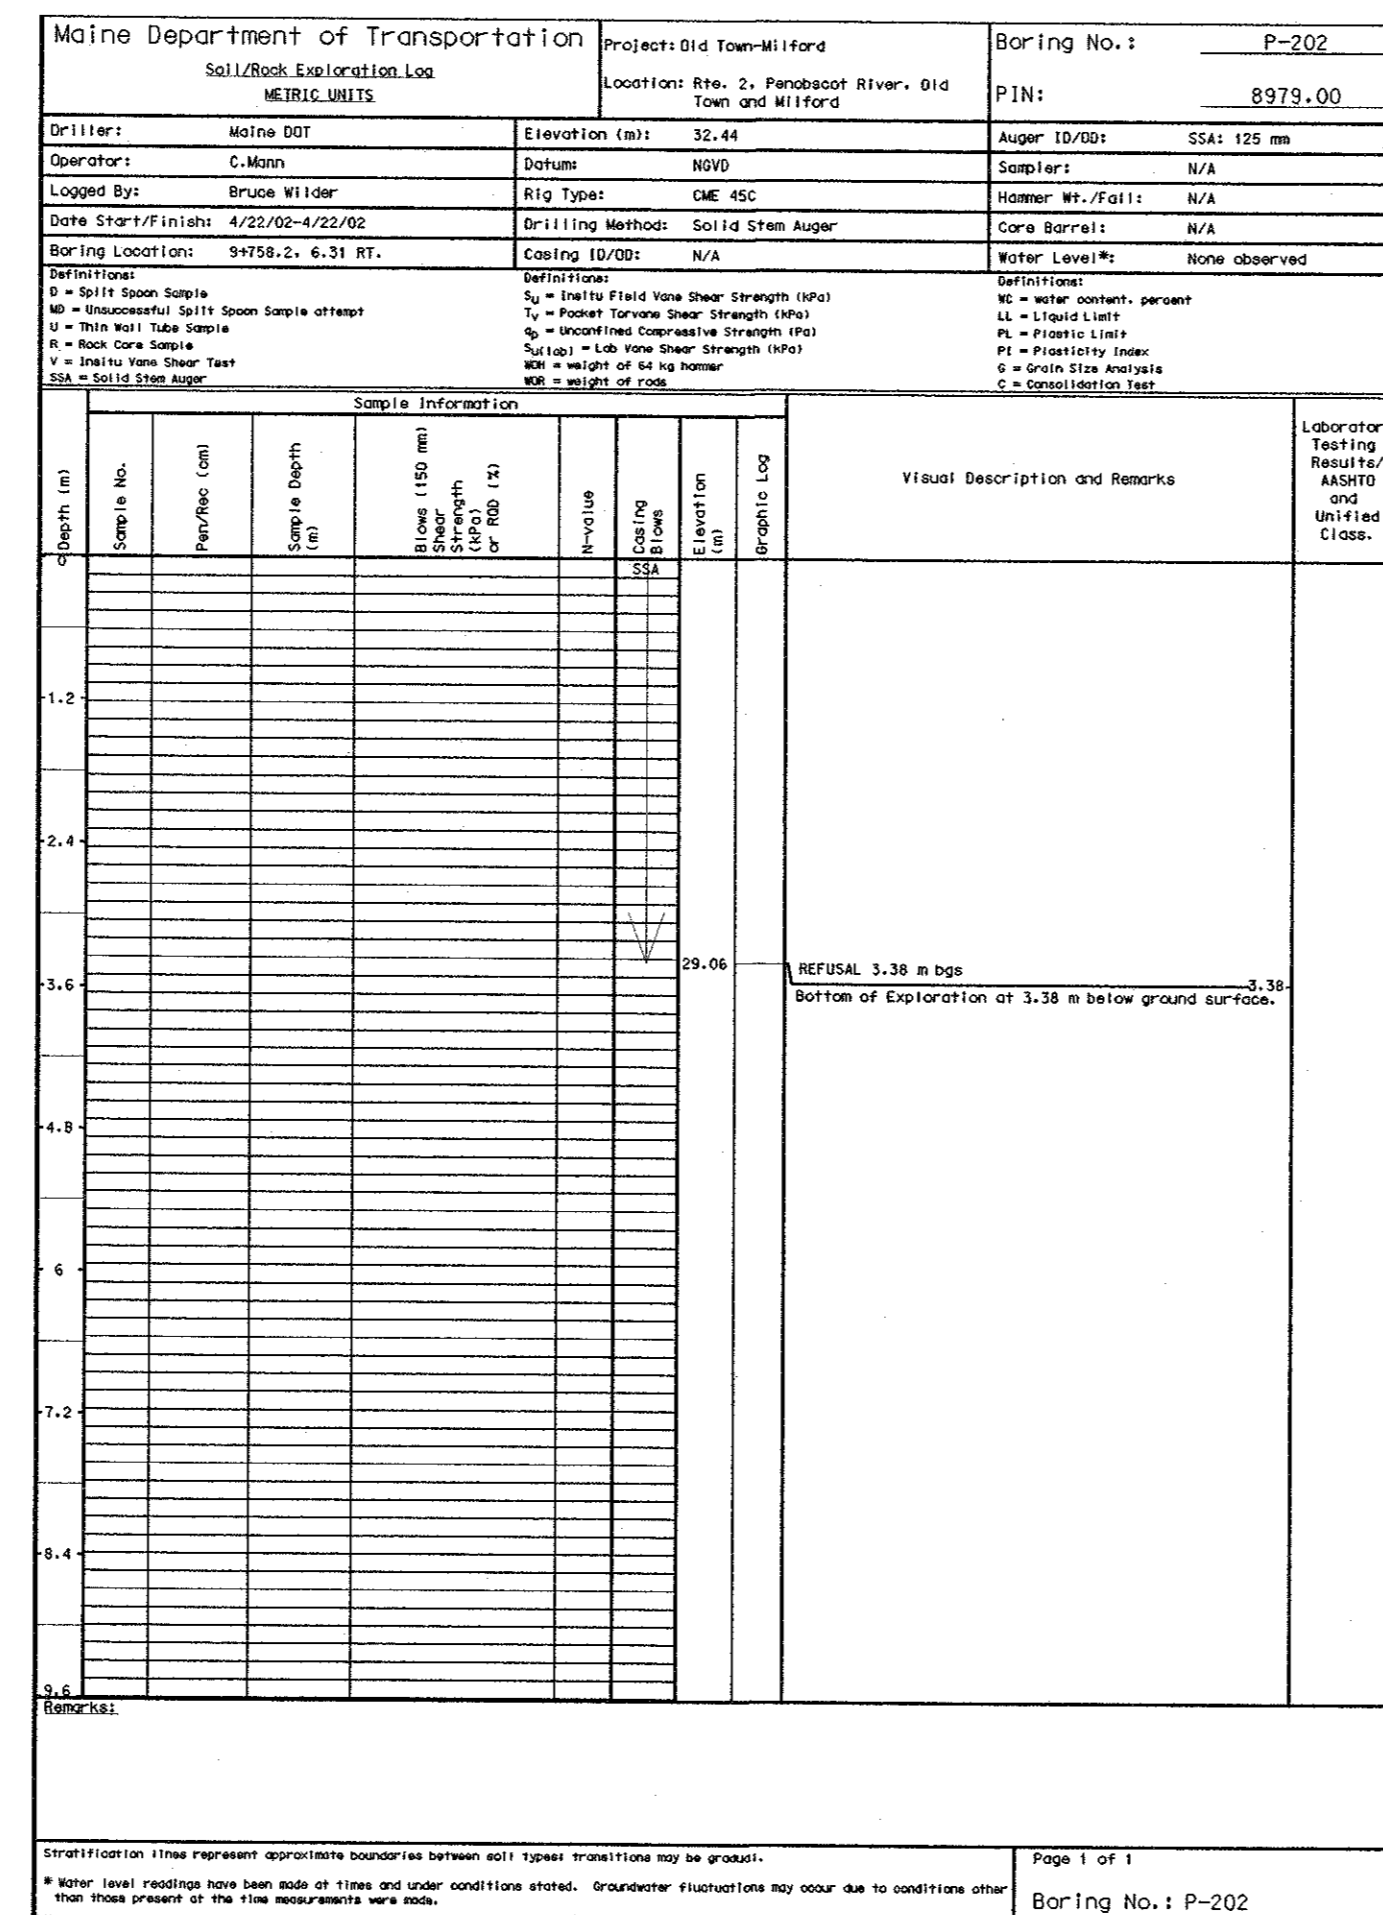 Maine Department of Transportation
Soil/Rock Exploration Log
METRIC UNITS
Project: Old Town-Milford
Location: Rte. 2, Penobscot River, Old
Town and Milford
Boring No.: P-202
PIN: 8979.00
Driller: Maine DOT
Elevation (m): 32.44
Auger ID/OD: SSA: 125 mm
Operator: C.Mann
Datum: NGVD
Sampler: N/A
Logged By: Bruce Wilder
Rig Type: CME 45C
Hammer Wt./Fall: N/A
Date Start/Finish: 4/22/02-4/22/02
Drilling Method: Solid Stem Auger
Core Barrel: N/A
Boring Location: 9+758.2, 6.31 RT.
Casing ID/OD: N/A
Water Level*: None observed
Definitions:
D = Split Spoon Sample
MD = Unsuccessful Split Spoon Sample attempt
U = Thin Wall Tube Sample
R = Rock Core Sample
V = Insitu Vane Shear Test
SSA = Solid Stem Auger
Definitions:
Su = Insitu Field Vane Shear Strength (kPa)
Tv = Pocket Torvane Shear Strength (kPa)
qp = Unconfined Compressive Strength (Pa)
Su(lab) = Lab Vane Shear Strength (kPa)
WOH = weight of 64 kg hammer
WOR = weight of rods
Definitions:
WC = water content, percent
LL = Liquid Limit
PL = Plastic Limit
PI = Plasticity Index
G = Grain Size Analysis
C = Consolidation Test
Sample Information
Depth (m)
Sample No.
Pen/Rec (cm)
Sample Depth
(m)
Blows (150 mm)
Shear
Strength
(kPa)
or RQD (%)
N-value
Casing
Blows
Elevation
(m)
Graphic Log
Visual Description and Remarks
Laborator
Testing
Results/
AASHTO
and
Unified
Class.
0
SSA
1.2
2.4
29.06
REFUSAL 3.38 m bgs
3.6
3.38
Bottom of Exploration at 3.38 m below ground surface.
4.8
6
7.2
8.4
9.6
Remarks:
Stratification lines represent approximate boundaries between soil types; transitions may be gradual.
* Water level readings have been made at times and under conditions stated. Groundwater fluctuations may occur due to conditions other
than those present at the time measurements were made.
Page 1 of 1
Boring No.: P-202